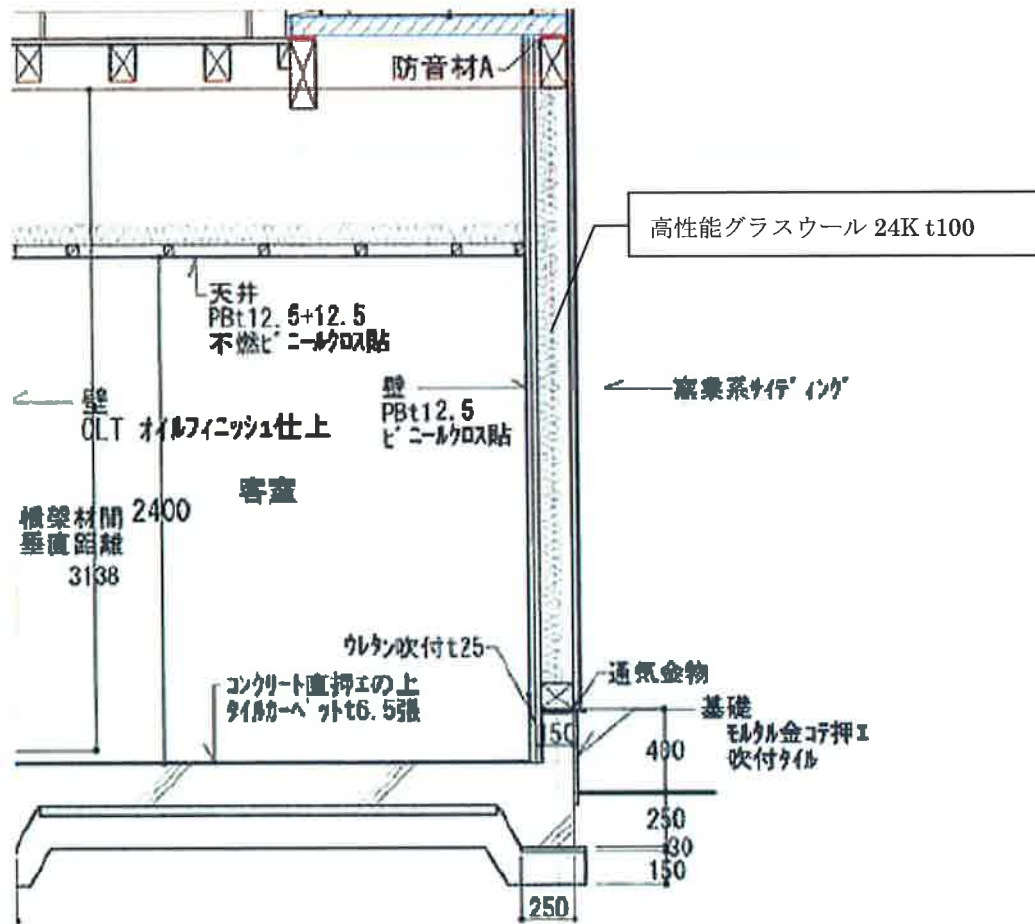 防音材A
高性能グラスウール 24K t100
天井
PBt12.5+12.5
不燃ビニールクロス貼
壁
CLT オイルフィニッシュ仕上
壁
PBt12.5
ビニールクロス貼
窯業系サイディング
客室
横架材間
垂直距離
3138
2400
ウレタン吹付t25
コンクリート直押エの上
タイルカーペットt6.5張
通気金物
基礎
モルタル金コテ押エ
吹付タイル
150
400
250
30
150
250